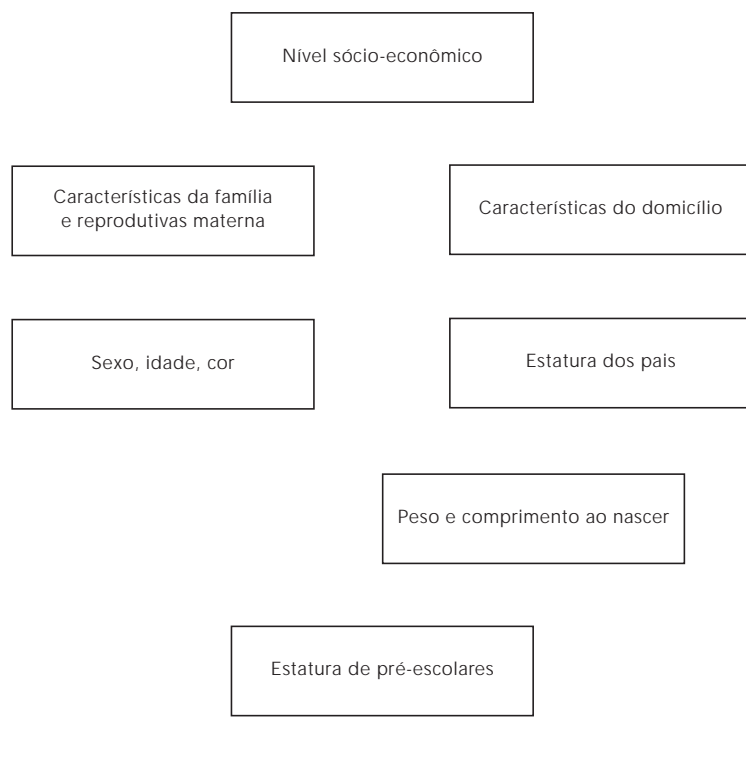 Nível sócio-econômico
Características da família
e reprodutivas materna
Características do domicílio
Sexo, idade, cor
Estatura dos pais
Peso e comprimento ao nascer
Estatura de pré-escolares